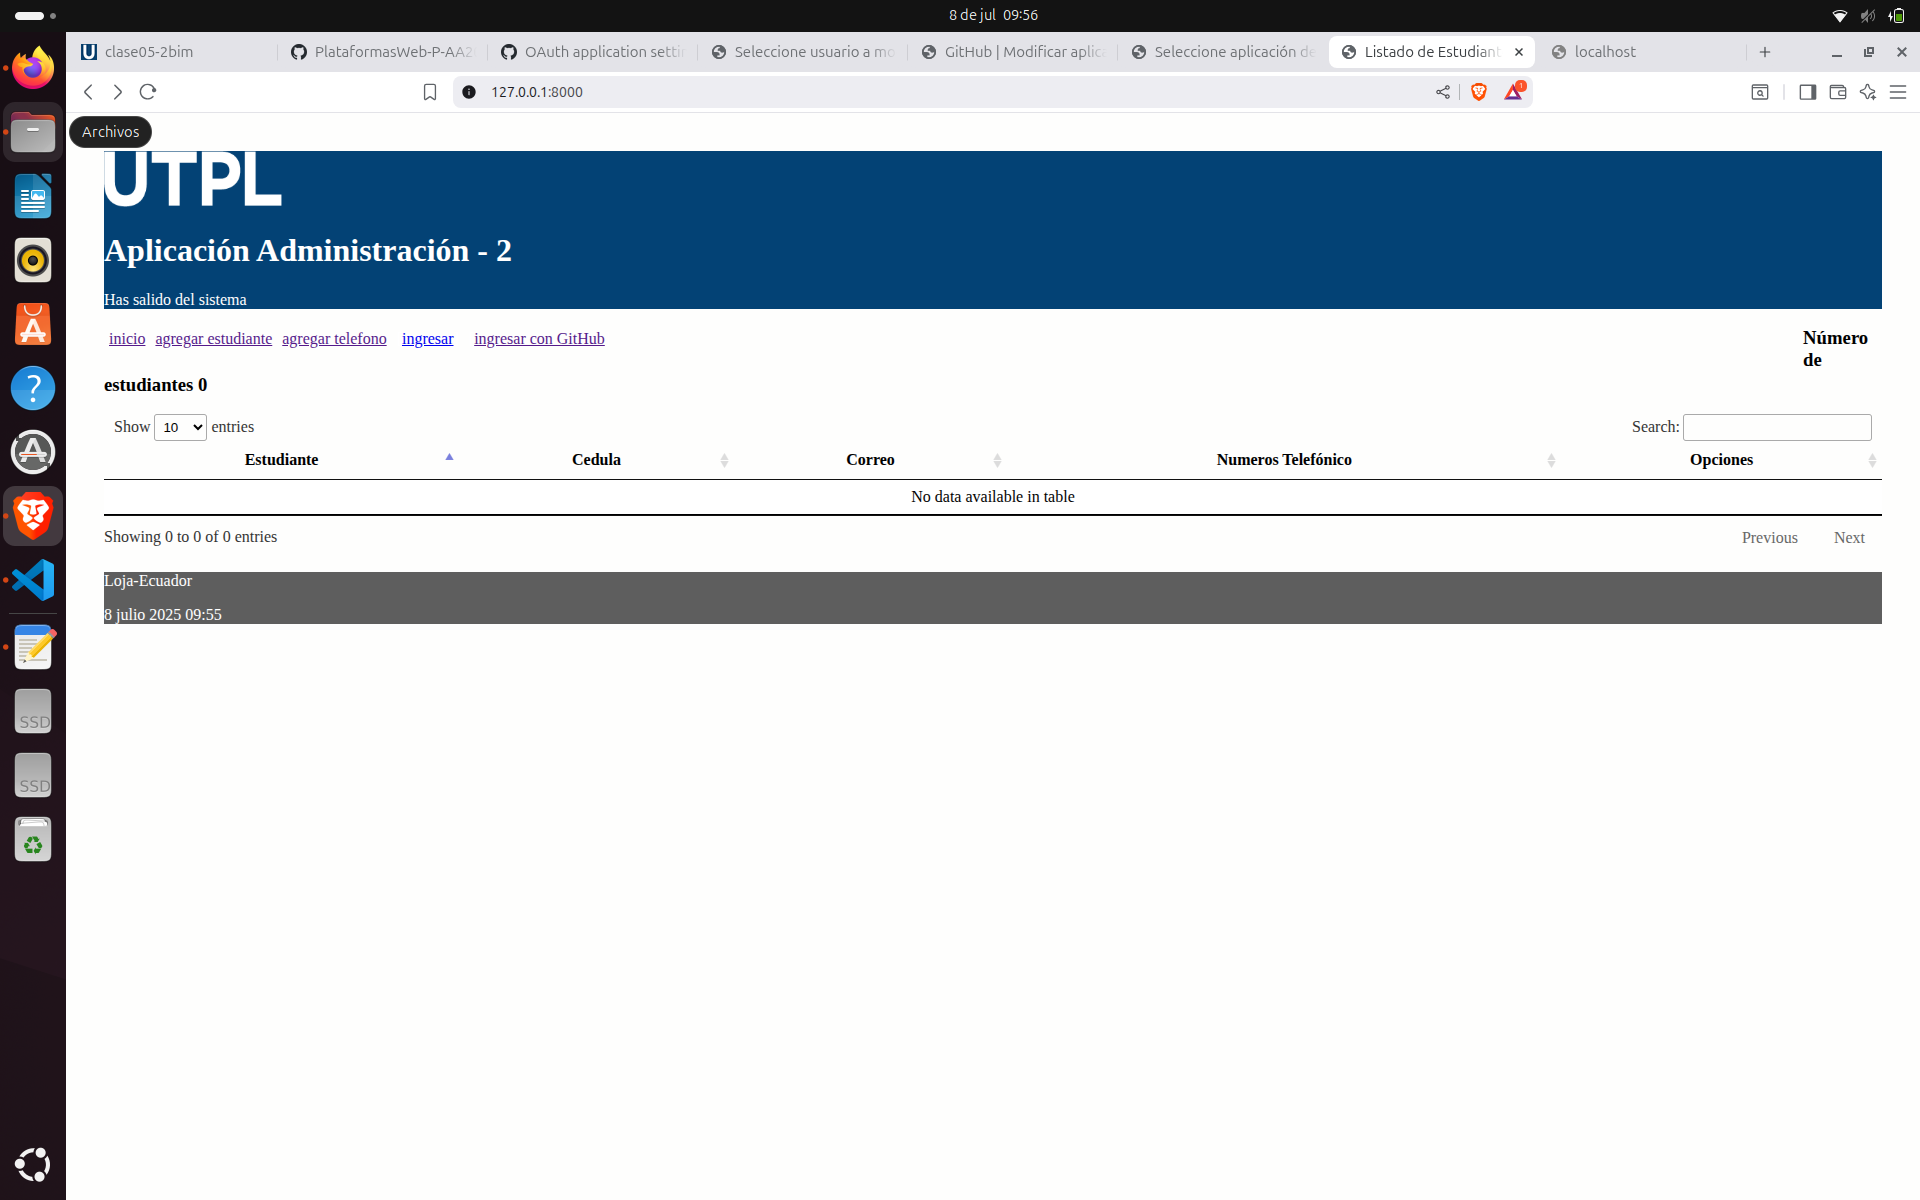 8 de jul 09:56
clase05-2bim
PlataformasWeb-P-AA2
OAuth application settin
Seleccione usuario a mo
GitHub | Modificar aplica
Seleccione aplicación de
Listado de Estudiant
localhost
127.0.0.1:8000
1
Archivos
UTPL
Aplicación Administración - 2
Has salido del sistema
inicio agregar estudiante agregar telefono ingresar ingresar con GitHub
Número
de
estudiantes 0
Show 10 entries
Search:
Estudiante Cedula Correo Numeros Telefónico Opciones
No data available in table
Showing 0 to 0 of 0 entries
Previous Next
Loja-Ecuador
8 julio 2025 09:55
SSD
SSD